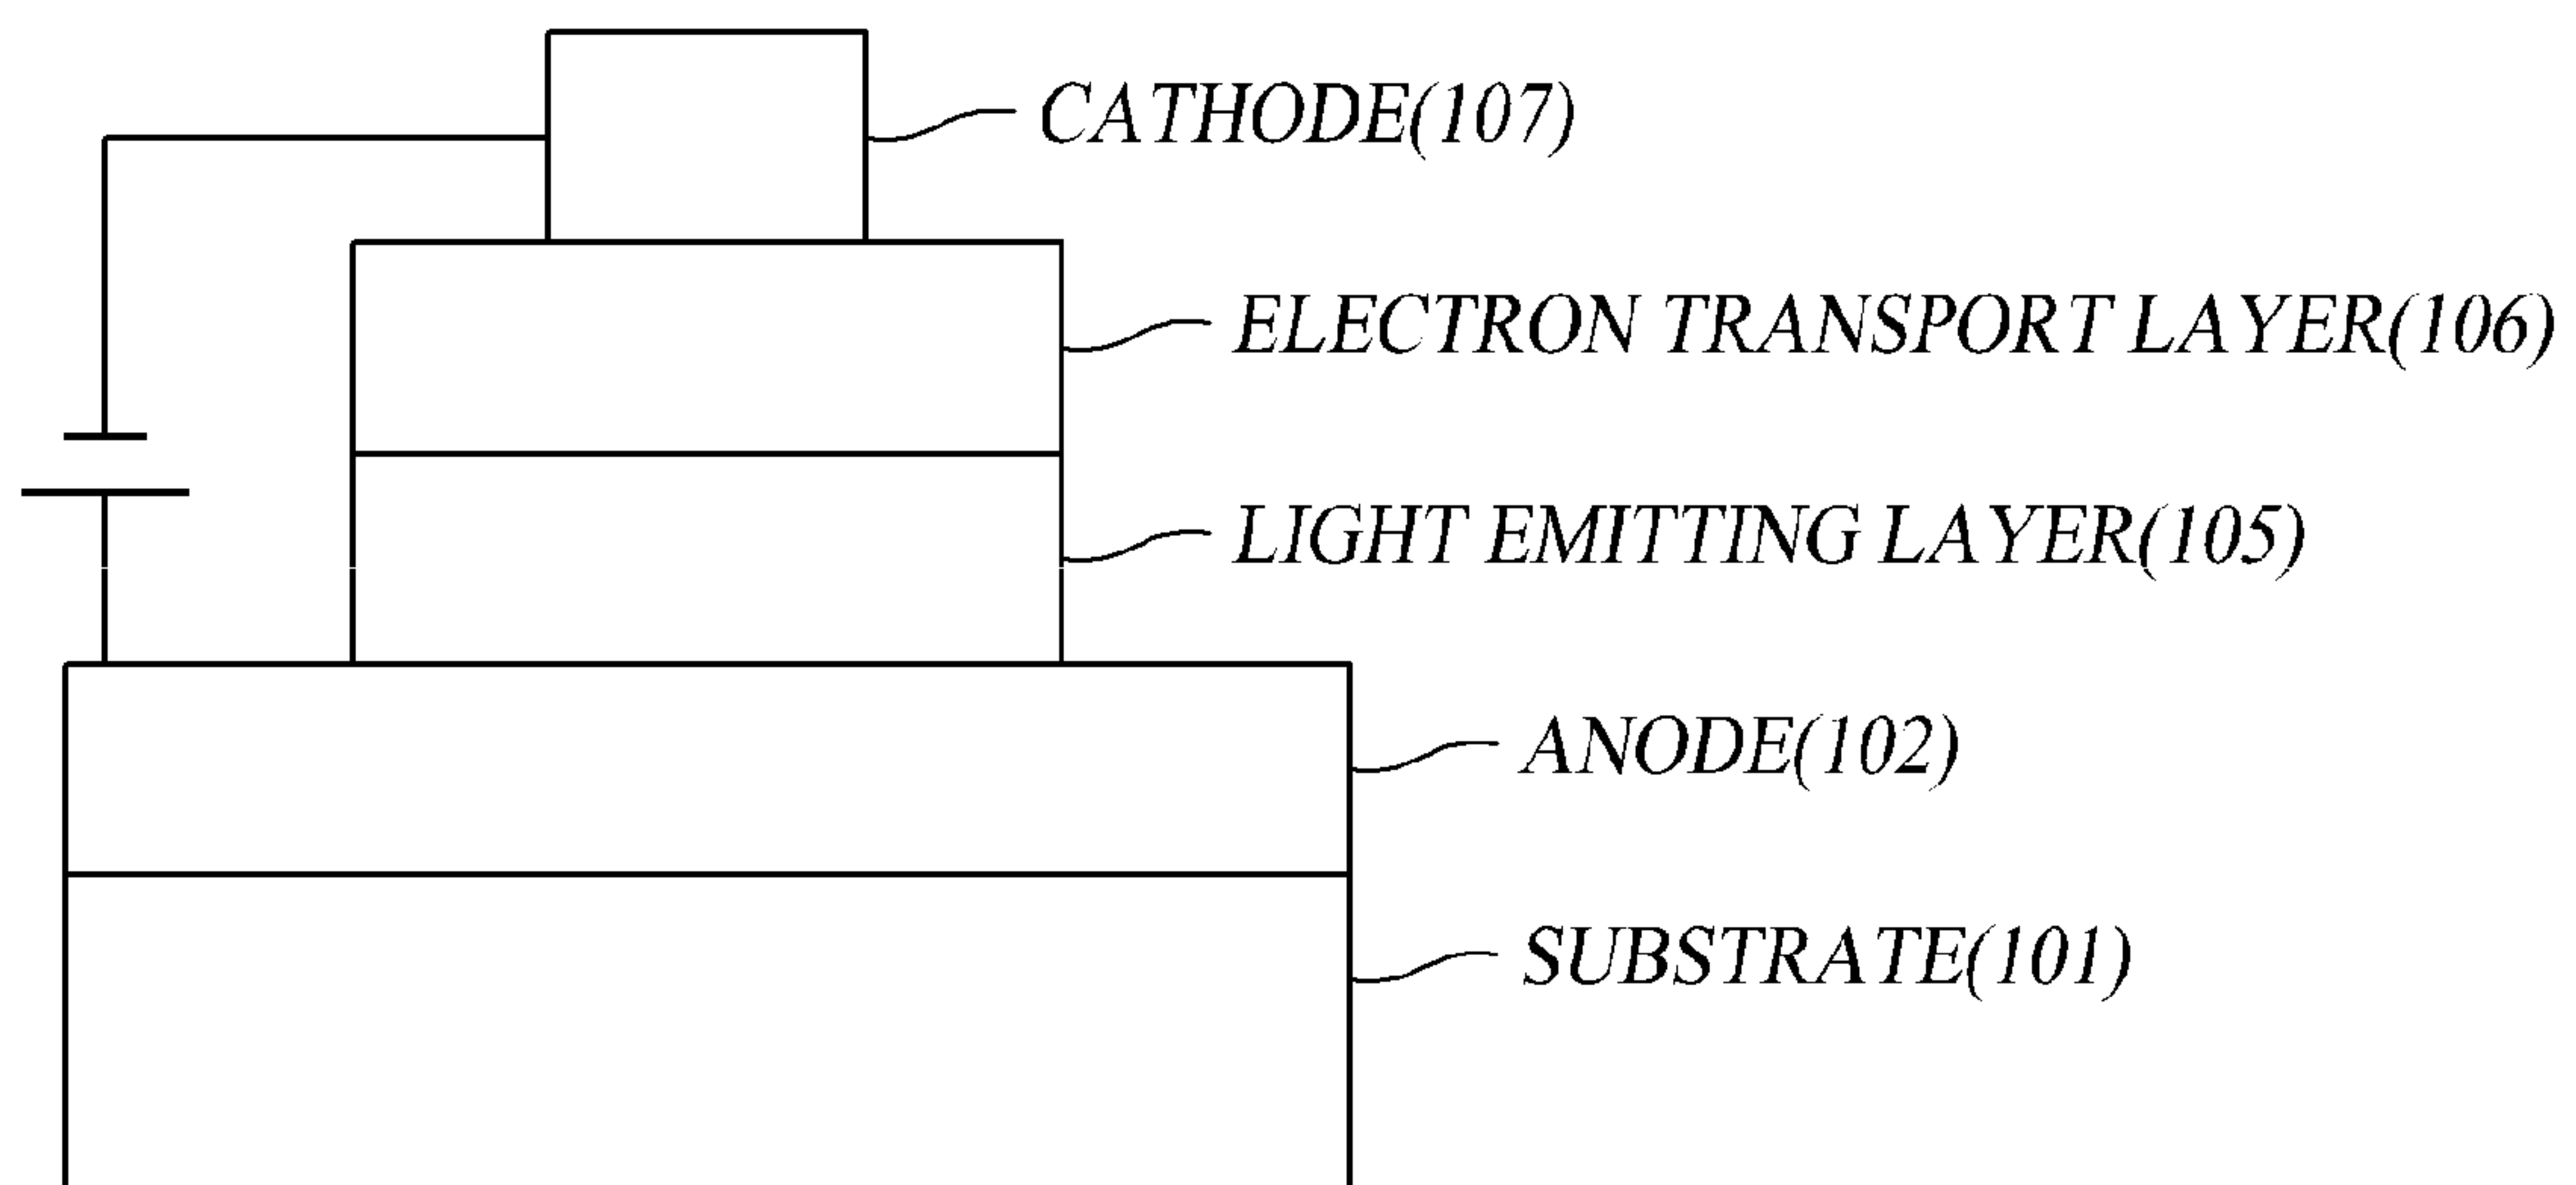 CATHODE(107)
ELECTRON TRANSPORT LAYER(106)
LIGHT EMITTING LAYER(105)
ANODE(102)
SUBSTRATE(101)